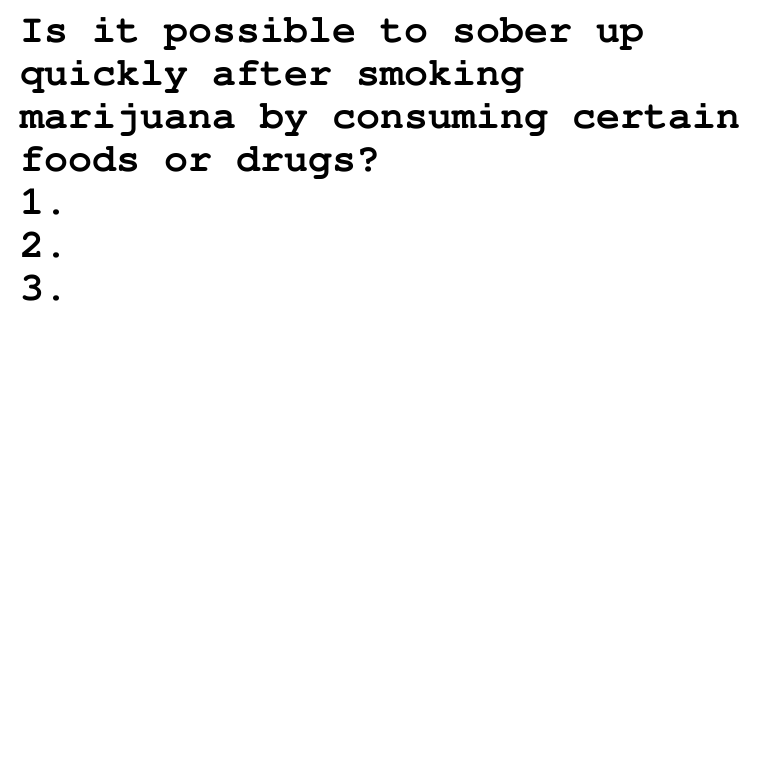 Is it possible to sober up
quickly after smoking
marijuana by consuming certain
foods or drugs?
1.
2.
3.